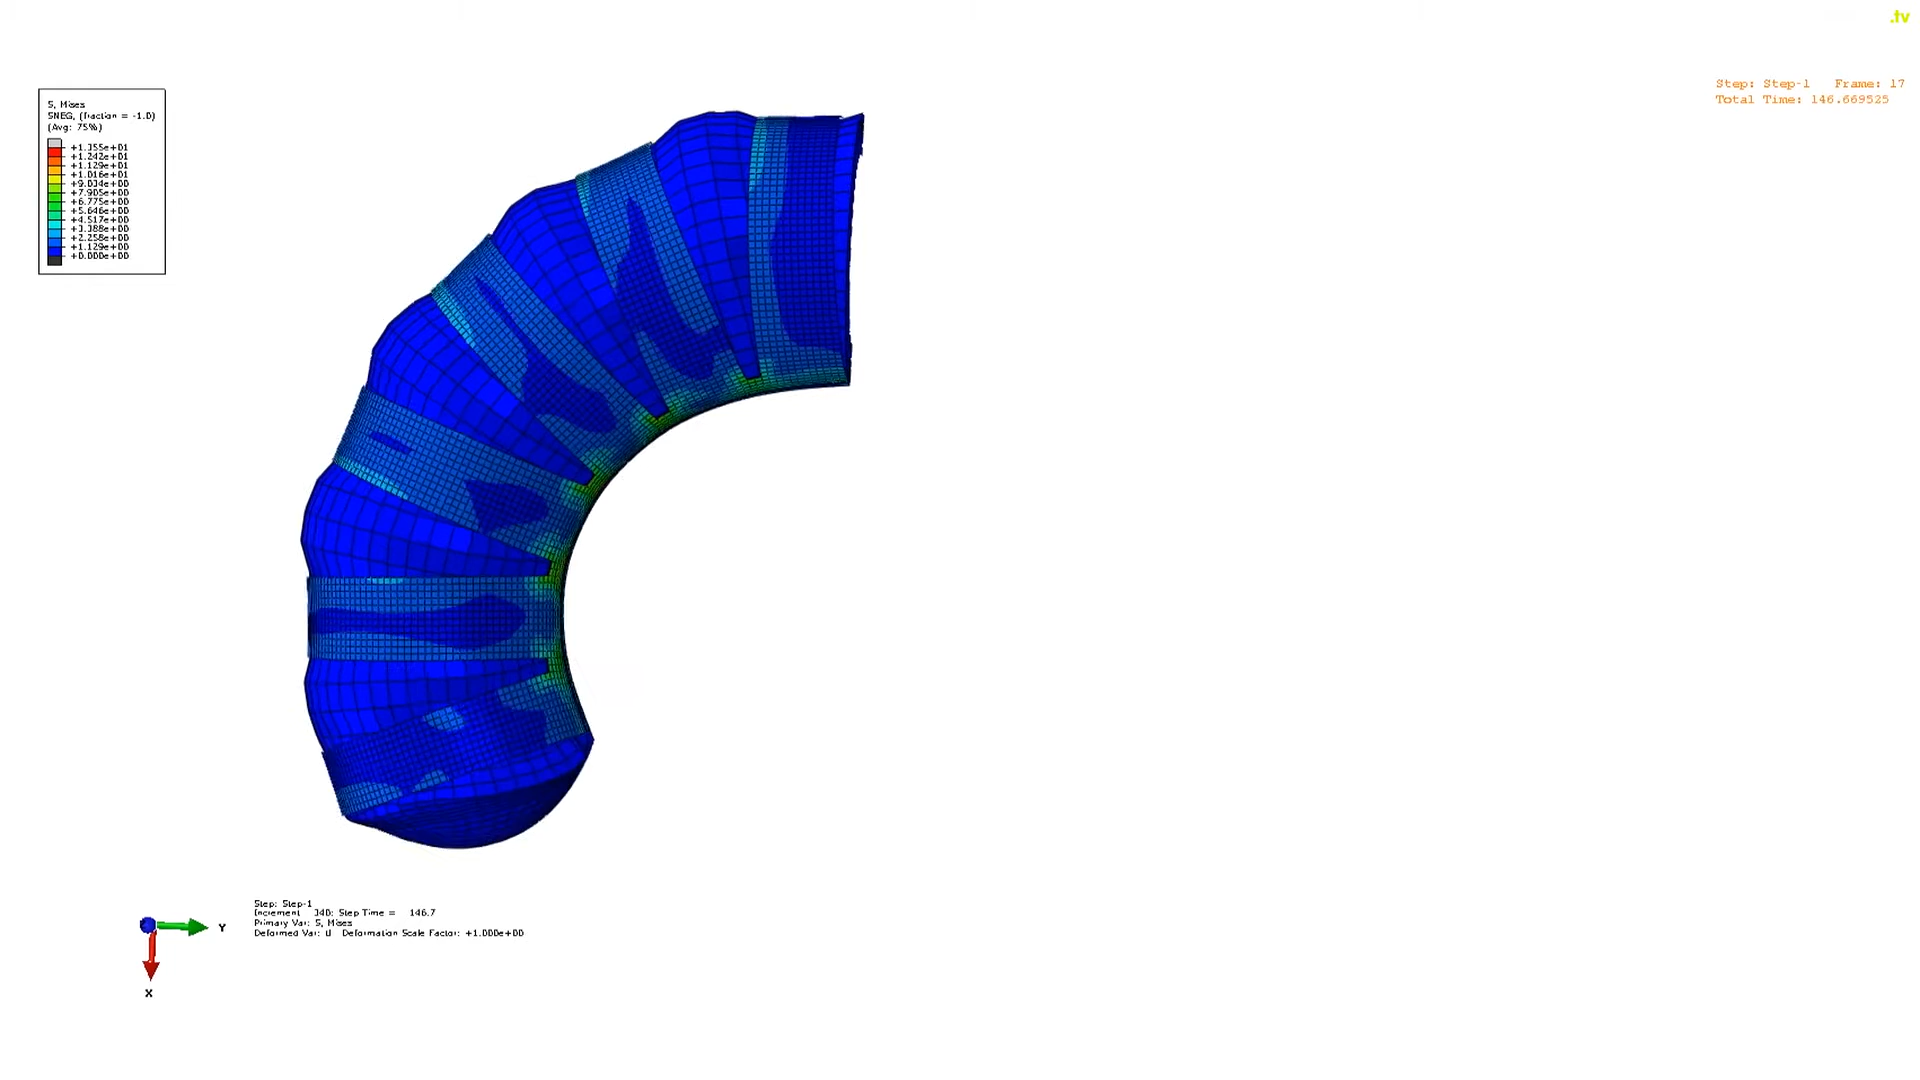 .tv
Step: Step-1 Frame: 17
Total Time: 146.669525
S, Mises
SNEG, (fraction = -1.0)
(Avg: 75%)
+1.355e+01
+1.242e+01
+1.129e+01
+1.016e+01
+9.034e+00
+7.905e+00
+6.775e+00
+5.646e+00
+4.517e+00
+3.388e+00
+2.258e+00
+1.129e+00
+0.000e+00
Y
X
Step: Step-1
Increment 340: Step Time = 146.7
Primary Var: S, Mises
Deformed Var: U Deformation Scale Factor: +1.000e+00